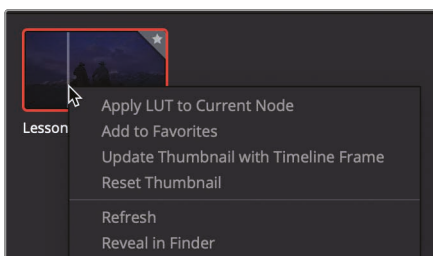 Lesson
Apply LUT to Current Node
Add to Favorites
Update Thumbnail with Timeline Frame
Reset Thumbnail
Refresh
Reveal in Finder